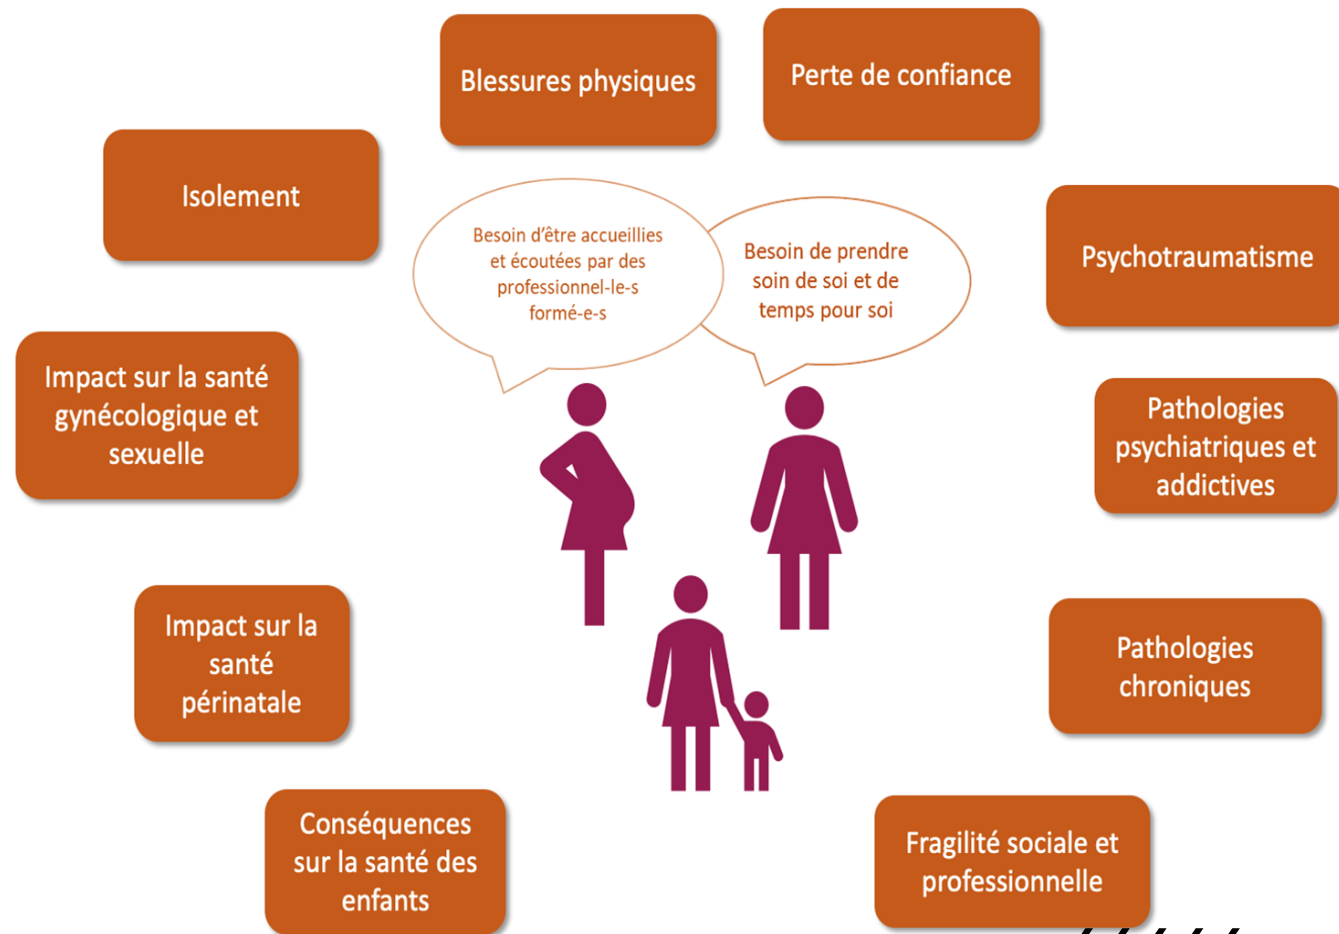 Blessures physiques
Perte de confiance
Isolement
Besoin d'être accueillies
et écoutées par des
professionnel-le-s
formé-e-s
Besoin de prendre
soin de soi et de
temps pour soi
Psychotraumatisme
Impact sur la santé
gynécologique et
sexuelle
Pathologies
psychiatriques et
addictives
Impact sur la
santé
périnatale
Pathologies
chroniques
Conséquences
sur la santé des
enfants
Fragilité sociale et
professionnelle